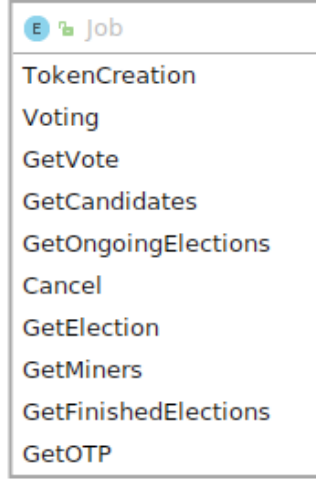 E Job
TokenCreation
Voting
GetVote
GetCandidates
GetOngoingElections
Cancel
GetElection
GetMiners
GetFinishedElections
GetOTP